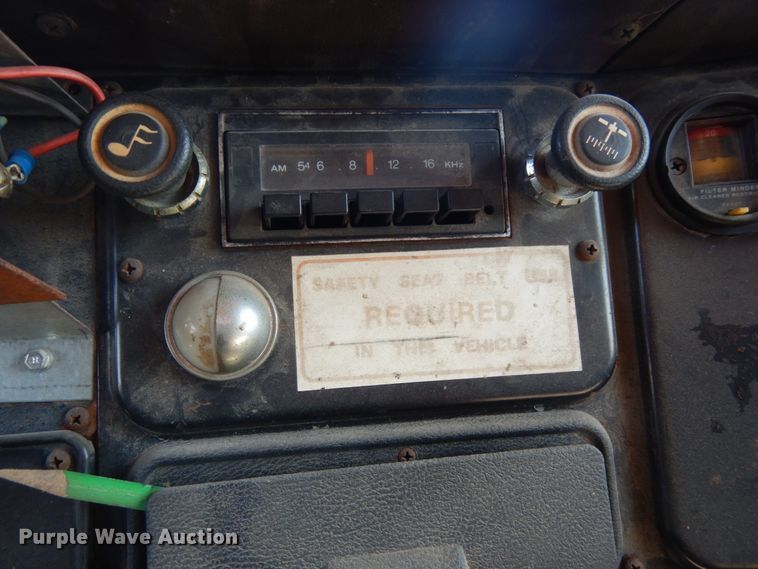 AM 54 6 . 8 . 12 16 KHz
20
FILTER MINDER
SAFETY SEAT BELT USE
REQUIRED
IN THIS VEHICLE
Purple Wave Auction